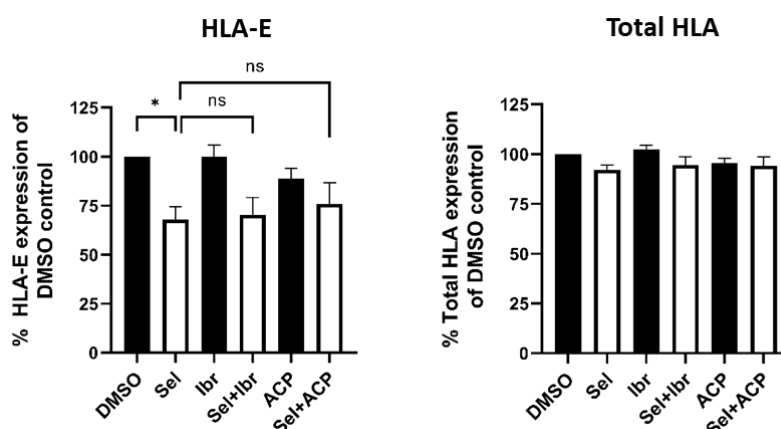 HLA-E
ns
*
ns
% HLA-E expression of
DMSO control
125
100
75
50
25
0
DMSO
Sel
Ibr
Sel+Ibr
ACP
Sel+ACP
Total HLA
% Total HLA expression
of DMSO control
125
100
75
50
25
0
DMSO
Sel
Ibr
Sel+Ibr
ACP
Sel+ACP